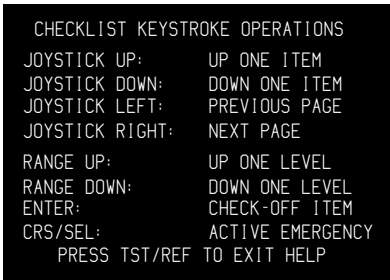 CHECKLIST KEYSTROKE OPERATIONS
JOYSTICK UP: UP ONE ITEM
JOYSTICK DOWN: DOWN ONE ITEM
JOYSTICK LEFT: PREVIOUS PAGE
JOYSTICK RIGHT: NEXT PAGE
RANGE UP: UP ONE LEVEL
RANGE DOWN: DOWN ONE LEVEL
ENTER: CHECK-OFF ITEM
CRS/SEL: ACTIVE EMERGENCY
PRESS TST/REF TO EXIT HELP